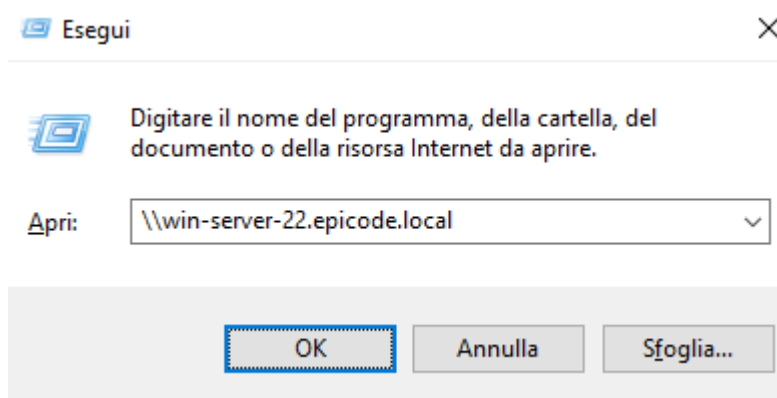 Esegui
Digitare il nome del programma, della cartella, del
documento o della risorsa Internet da aprire.
Apri: \\win-server-22.epicode.local
OK Annulla Sfoglia...